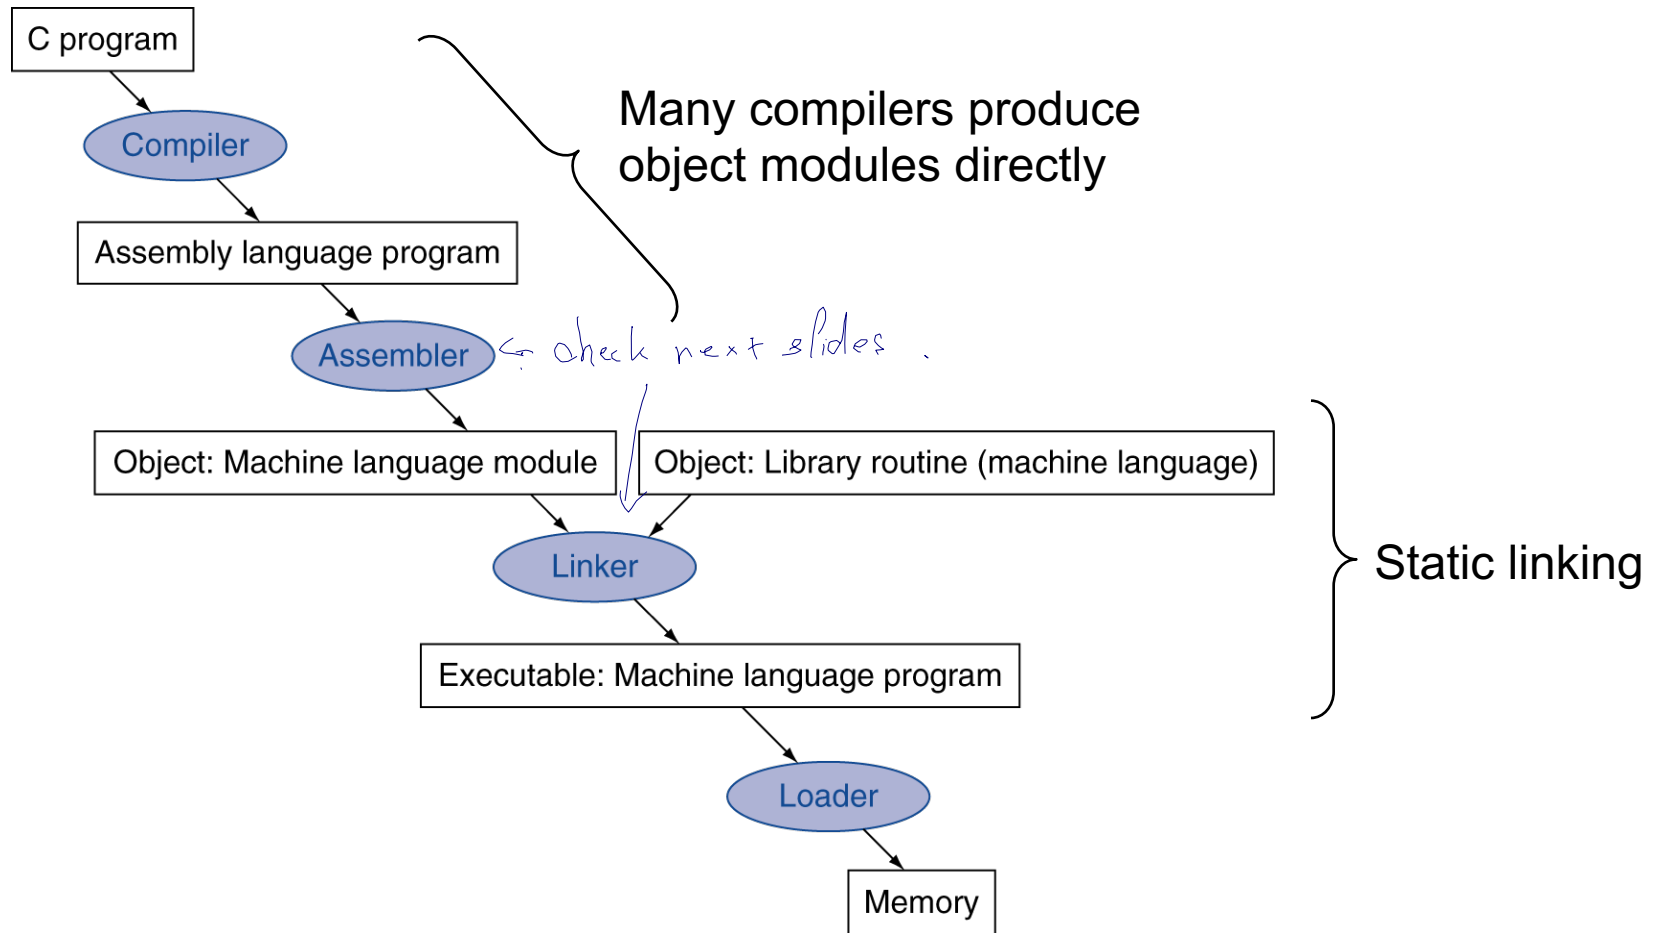 C program
Many compilers produce
object modules directly
Compiler
Assembly language program
Assembler
check next slides .
Object: Machine language module
Object: Library routine (machine language)
Linker
Static linking
Executable: Machine language program
Loader
Memory